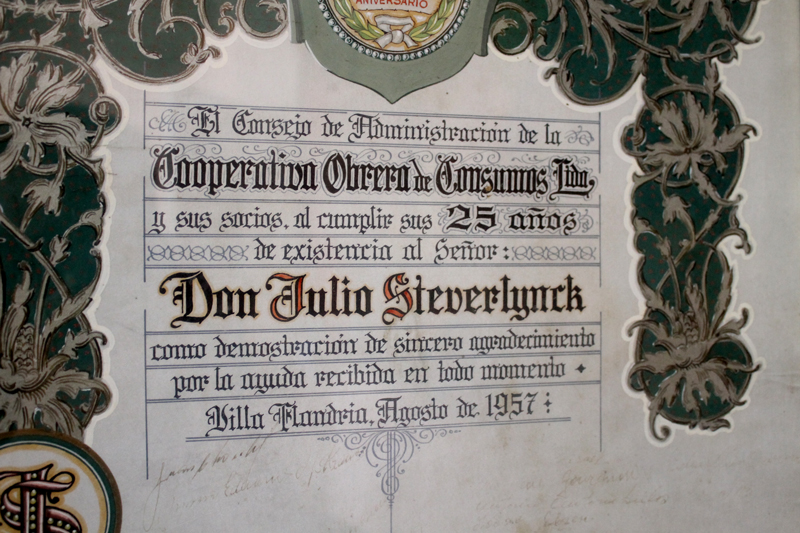 ANIVERSARIO
El Consejo de Administración de la
Cooperativa Obrera de Consumos Ltda,
y sus socios, al cumplir sus 25 años
de existencia al Señor:
Don Julio Steverlynck
como demostración de sincero agradecimiento
por la ayuda recibida en todo momento
Villa Flandria, Agosto de 1957